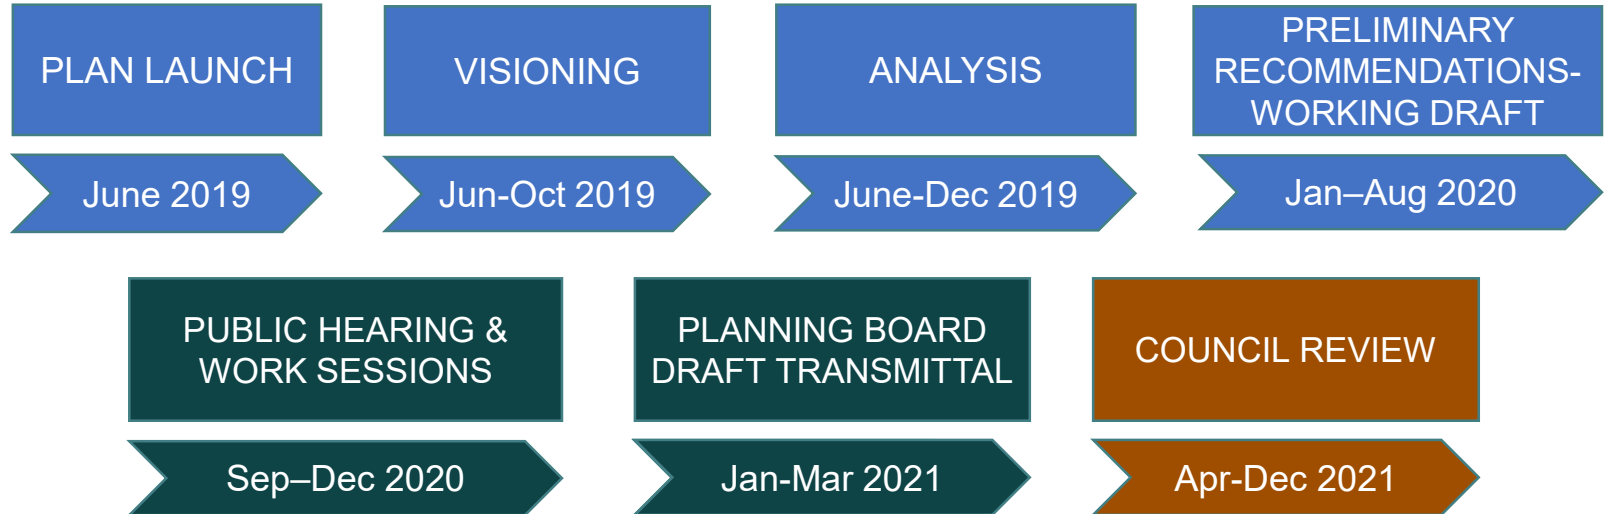 PLAN LAUNCH
June 2019
VISIONING
Jun-Oct 2019
ANALYSIS
June-Dec 2019
PRELIMINARY
RECOMMENDATIONS-
WORKING DRAFT
Jan–Aug 2020
PUBLIC HEARING &
WORK SESSIONS
Sep–Dec 2020
PLANNING BOARD
DRAFT TRANSMITTAL
Jan-Mar 2021
COUNCIL REVIEW
Apr-Dec 2021